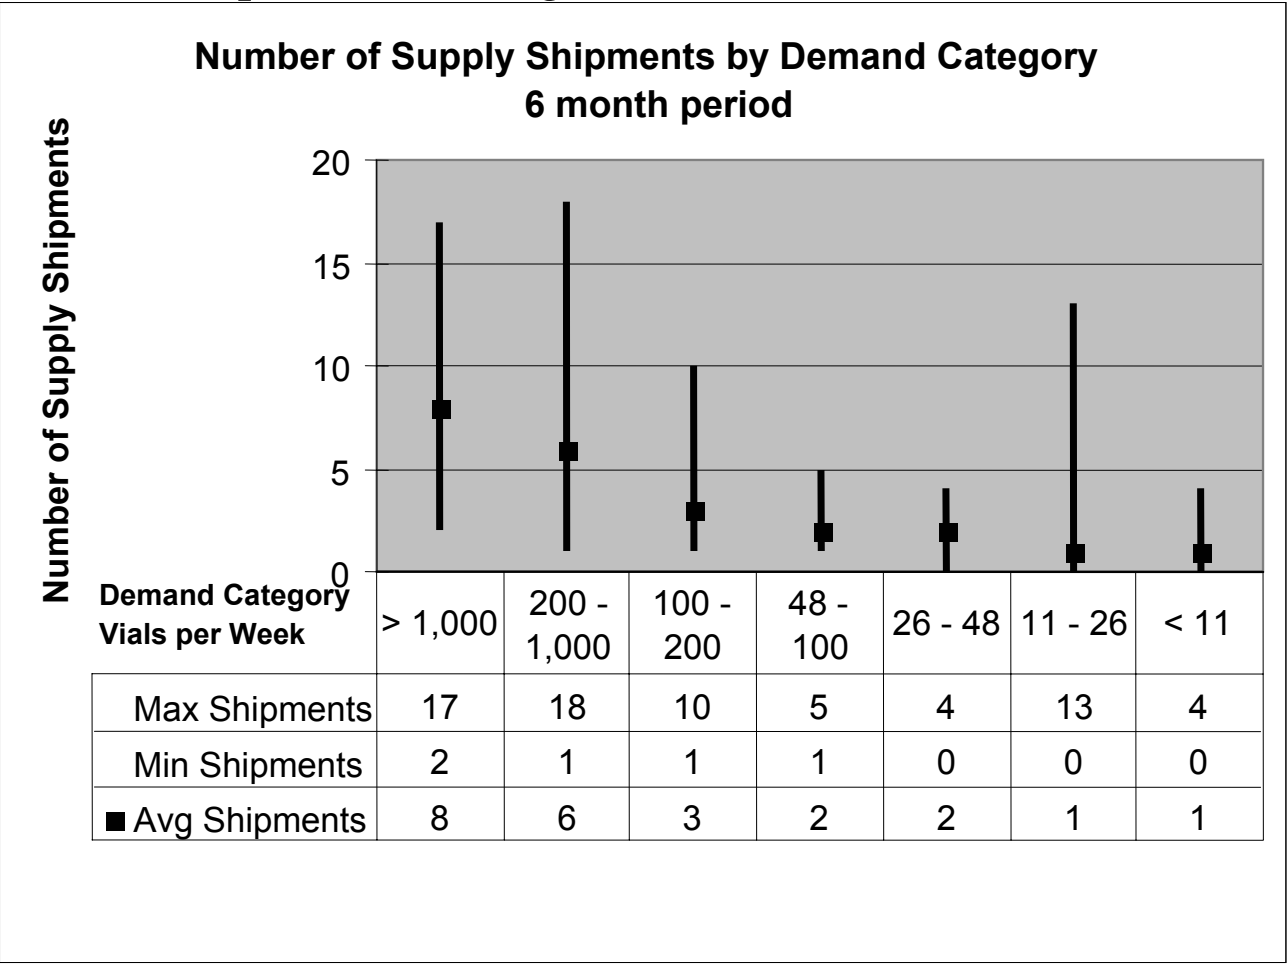 Number of Supply Shipments by Demand Category
6 month period
Number of Supply Shipments
20
15
10
5
0
Demand Category
Vials per Week
> 1,000
200 -
1,000
100 -
200
48 -
100
26 - 48
11 - 26
< 11
Max Shipments 17 18 10 5 4 13 4
Min Shipments 2 1 1 1 0 0 0
Avg Shipments 8 6 3 2 2 1 1